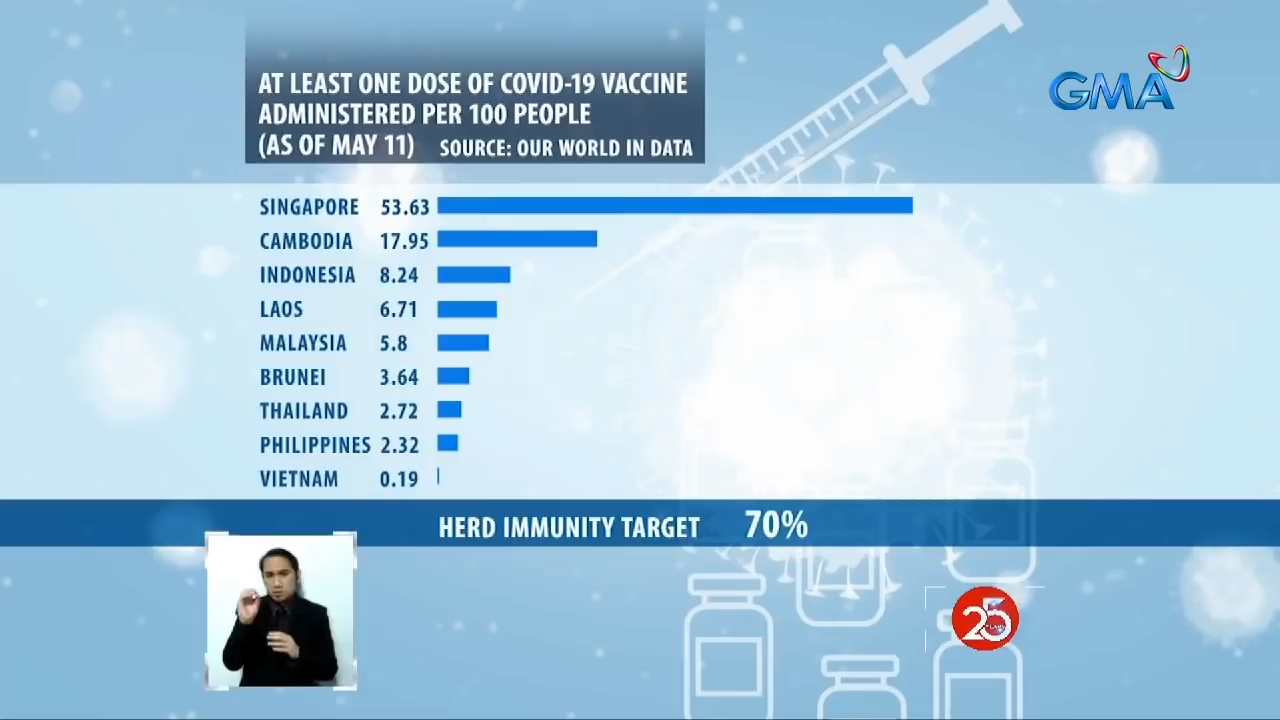 AT LEAST ONE DOSE OF COVID-19 VACCINE
ADMINISTERED PER 100 PEOPLE
(AS OF MAY 11) SOURCE: OUR WORLD IN DATA
GMA
SINGAPORE 53.63
CAMBODIA 17.95
INDONESIA 8.24
LAOS 6.71
MALAYSIA 5.8
BRUNEI 3.64
THAILAND 2.72
PHILIPPINES 2.32
VIETNAM 0.19
HERD IMMUNITY TARGET 70%
25